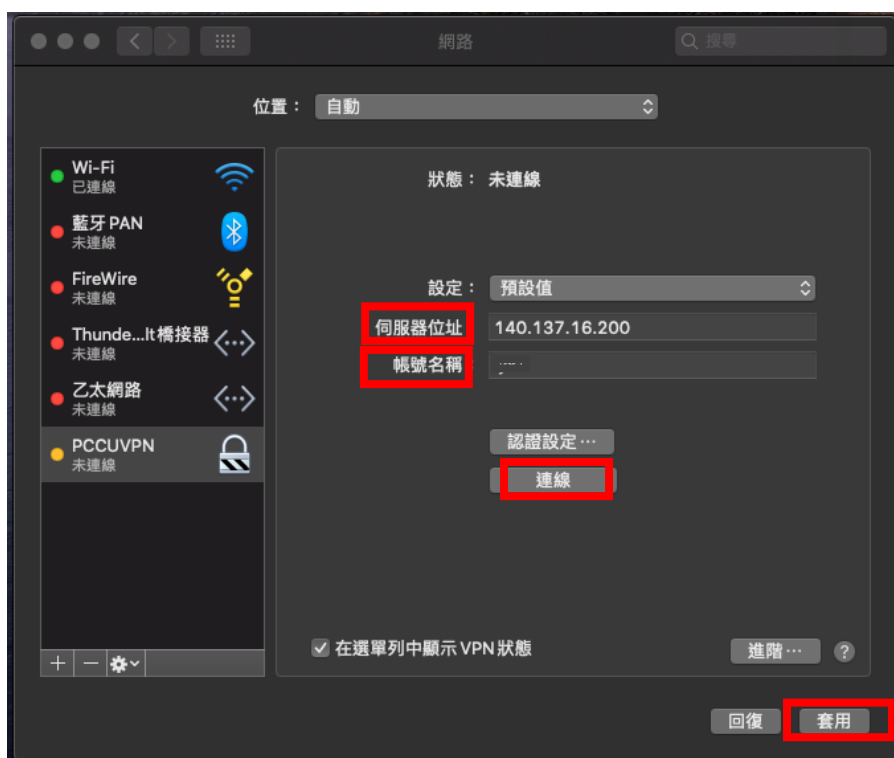 網路
搜尋
位置： 自動
Wi-Fi
已連線
藍牙 PAN
未連線
FireWire
未連線
Thunde...lt橋接器
未連線
乙太網路
未連線
PCCUVPN
未連線
狀態： 未連線
設定： 預設值
伺服器位址 140.137.16.200
帳號名稱：
認證設定⋯
連線
在選單列中顯示 VPN 狀態
進階⋯ ?
回復 套用